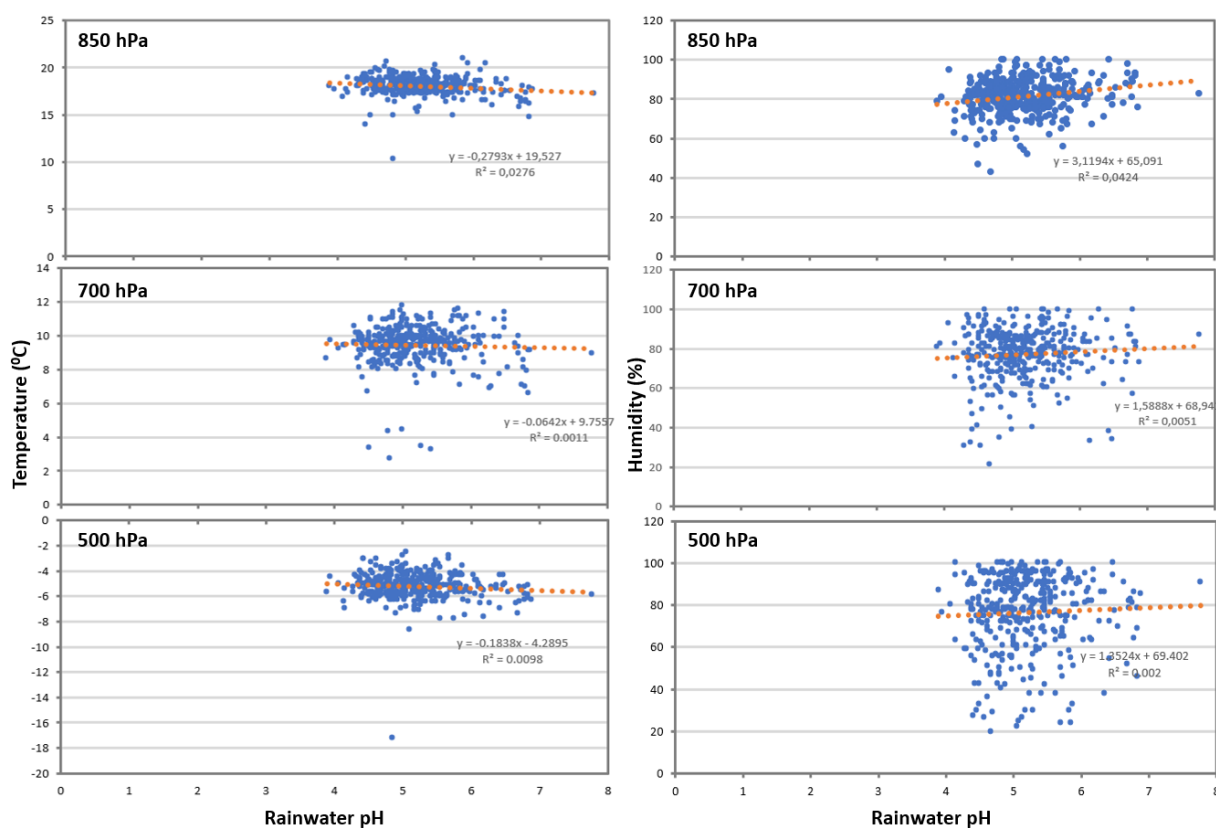 850 hPa
25
20
15
10
5
0
y = -0,2793x + 19,527
R² = 0,0276
700 hPa
14
12
10
8
6
4
2
0
y = -0.0642x + 9.7557
R² = 0.0011
Temperature (⁰C)
500 hPa
0
-2
-4
-6
-8
-10
-12
-14
-16
-18
-20
y = -0.1838x - 4.2895
R² = 0.0098
0 1 2 3 4 5 6 7 8
Rainwater pH
850 hPa
120
100
80
60
40
20
0
y = 3,1194x + 65,091
R² = 0,0424
700 hPa
120
100
80
60
40
20
0
y = 1,5888x + 68,94
R² = 0,0051
Humidity (%)
500 hPa
120
100
80
60
40
20
0
y = 1.3524x + 69.402
R² = 0.002
0 1 2 3 4 5 6 7 8
Rainwater pH